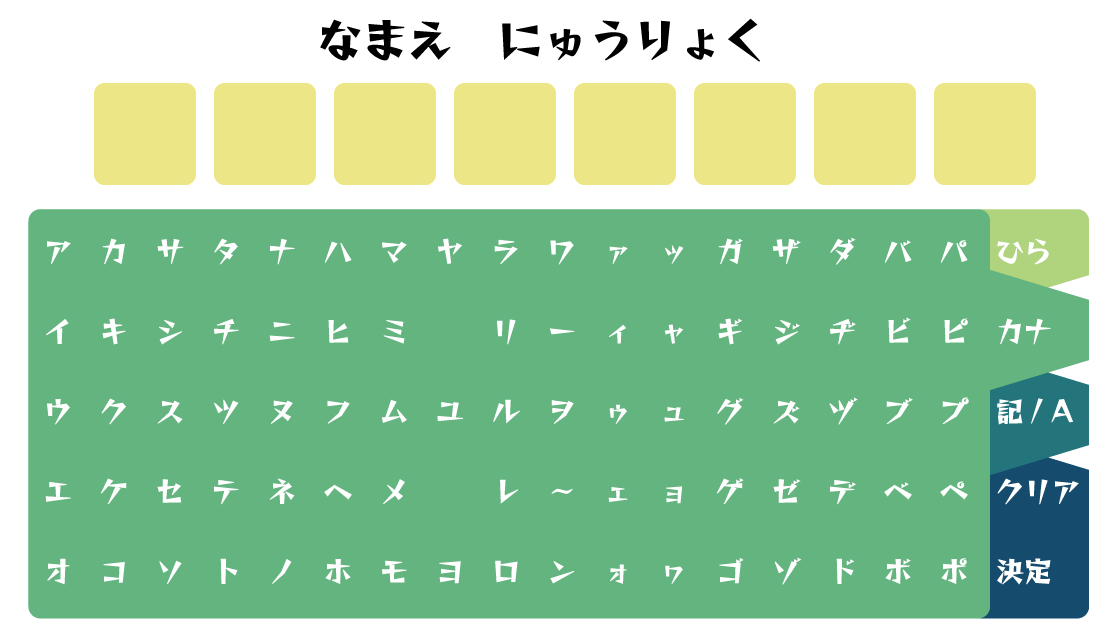 なまえ　にゅうりょく
ア カ サ タ ナ ハ マ ヤ ラ ワ ァ ッ ガ ザ ダ バ パ ひら
イ キ シ チ ニ ヒ ミ リ ー ィ ャ ギ ジ ヂ ビ ピ カナ
ウ ク ス ツ ヌ フ ム ユ ル ヲ ゥ ュ グ ズ ヅ ブ プ 記/A
エ ケ セ テ ネ ヘ メ レ ～ ェ ョ ゲ ゼ デ ベ ペ クリア
オ コ ソ ト ノ ホ モ ヨ ロ ン ォ ヮ ゴ ゾ ド ボ ポ 決定